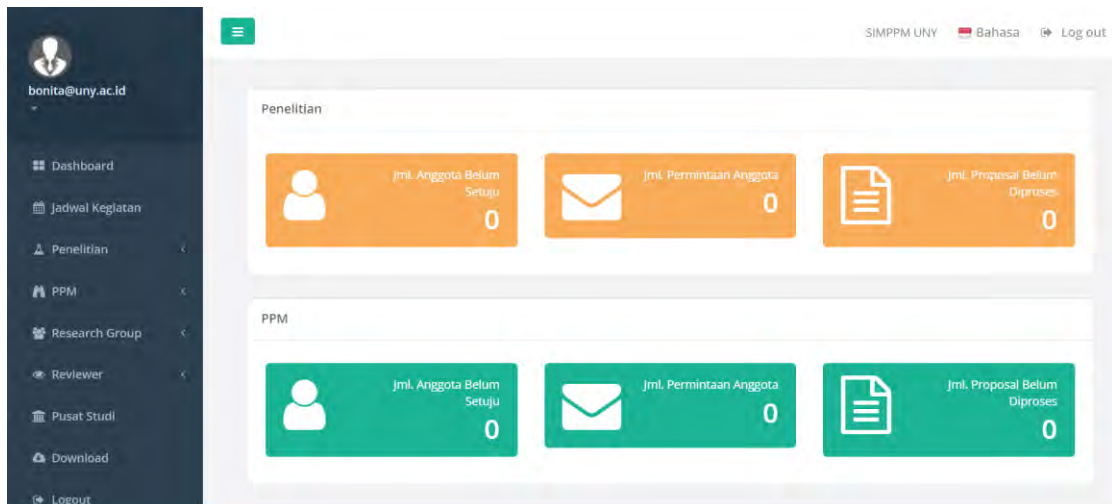 bonita@uny.ac.id
Dashboard
Jadwal Kegiatan
Penelitian
PPM
Research Group
Reviewer
Pusat Studi
Download
Logout
SIMPPM UNY
Bahasa
Log out
Penelitian
Jml. Anggota Belum
Setuju
0
Jml. Permintaan Anggota
0
Jml. Proposal Belum
Diproses
0
PPM
Jml. Anggota Belum
Setuju
0
Jml. Permintaan Anggota
0
Jml. Proposal Belum
Diproses
0